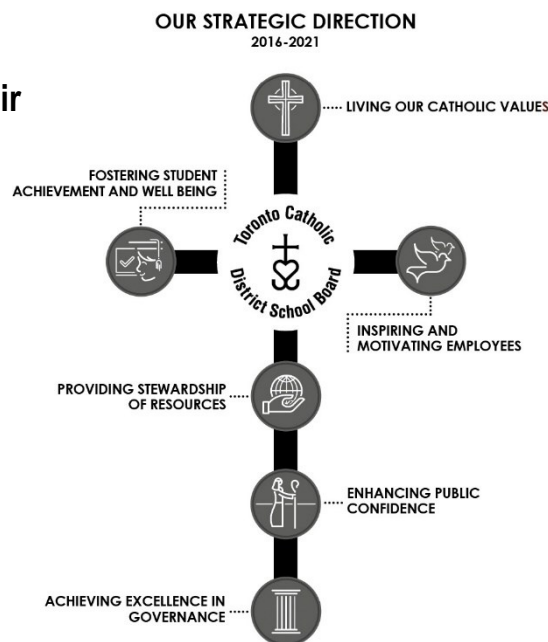 OUR STRATEGIC DIRECTION
2016-2021
ir
LIVING OUR CATHOLIC VALUES
FOSTERING STUDENT
ACHIEVEMENT AND WELL BEING
Toronto Catholic
District School Board
INSPIRING AND
MOTIVATING EMPLOYEES
PROVIDING STEWARDSHIP
OF RESOURCES
ENHANCING PUBLIC
CONFIDENCE
ACHIEVING EXCELLENCE IN
GOVERNANCE